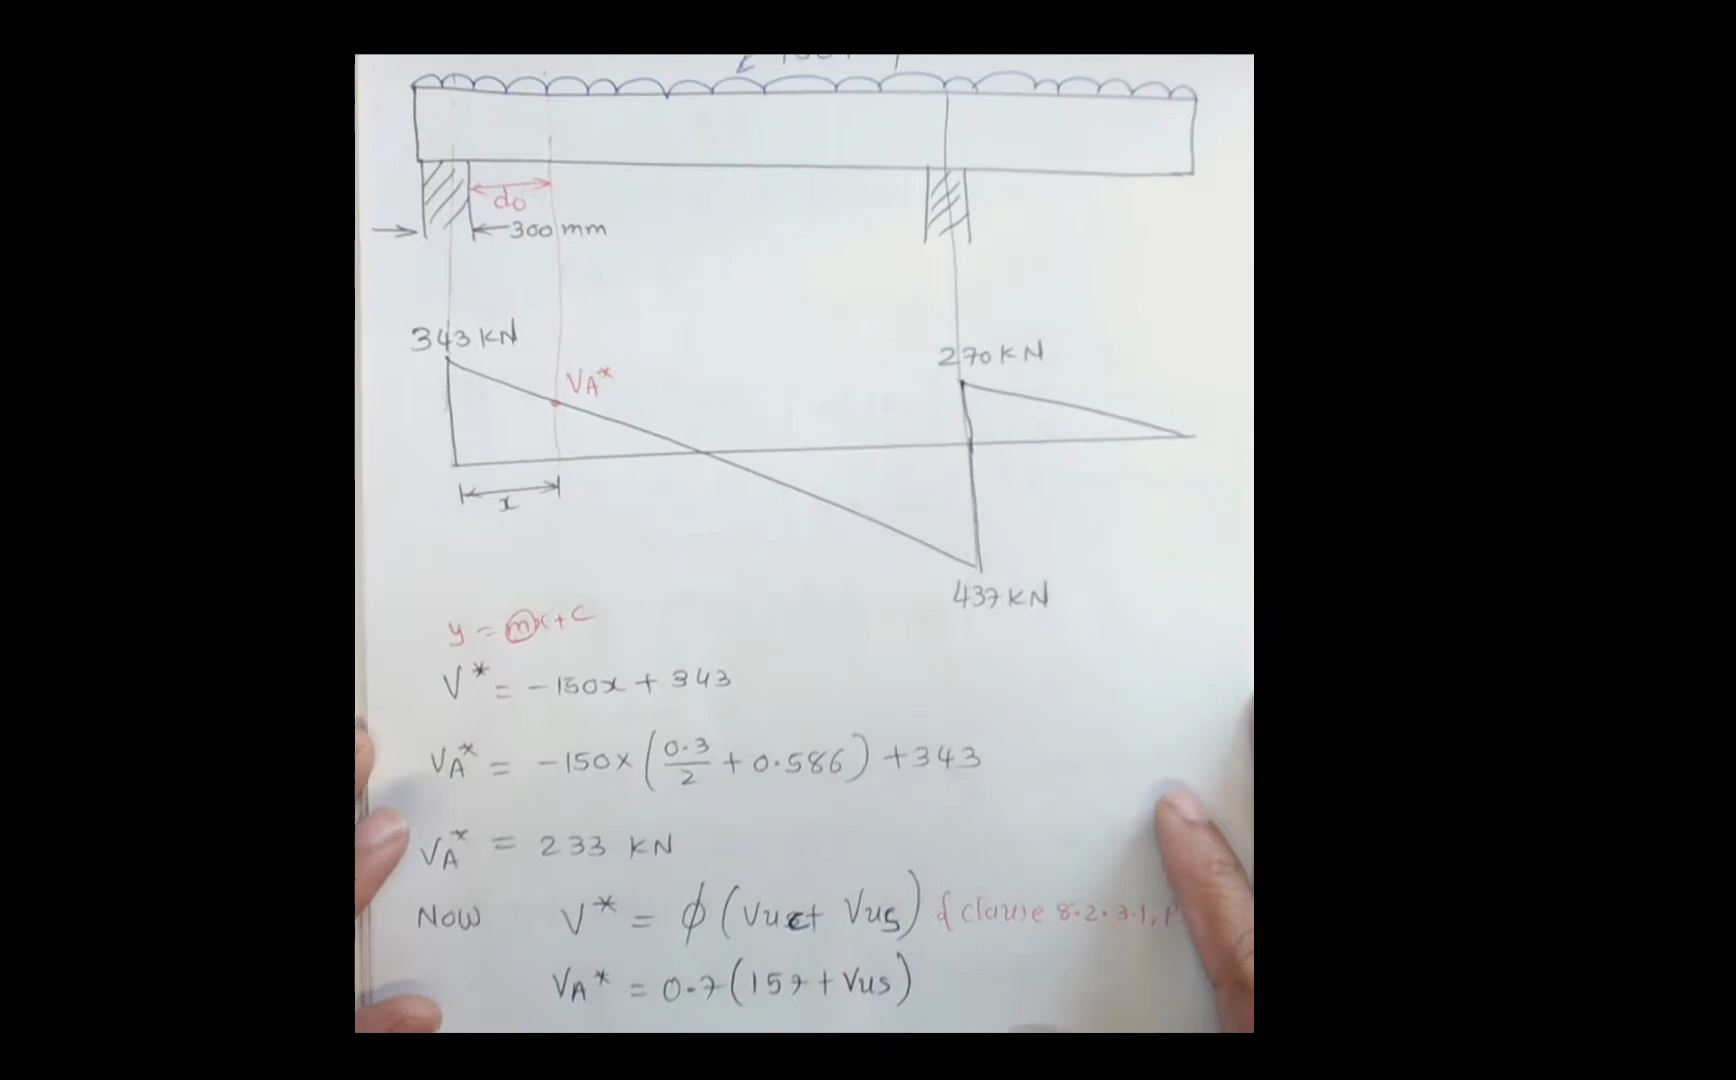 do
300 mm
343 KN
270 KN
VA*
x
437 KN
y = mx+c
V* = -150x + 343
VA* = -150x (0.3/2 + 0.586) + 343
VA* = 233 KN
Now V* = ϕ (Vuc + Vus) { clause 8.2.3.1, P
VA* = 0.7 (157 + Vus)